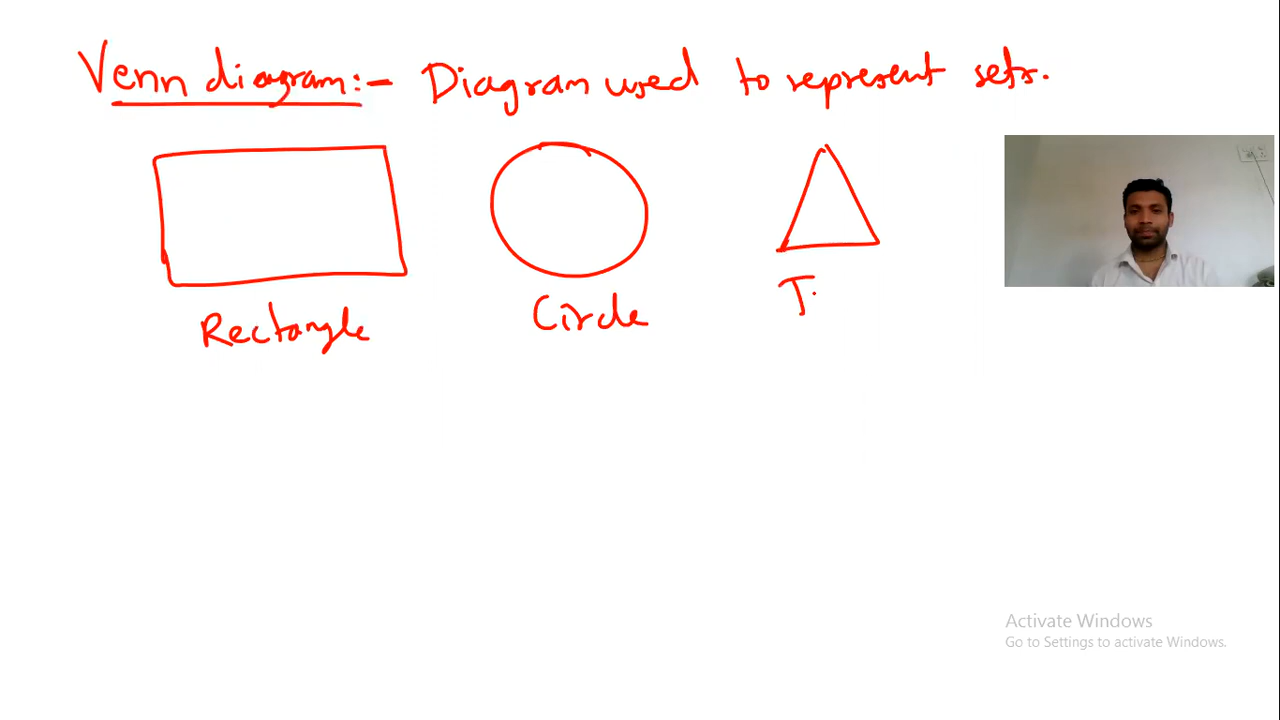 Venn diagram:- Diagram used to represent sets.
Rectangle
Circle
T.
Activate Windows
Go to Settings to activate Windows.